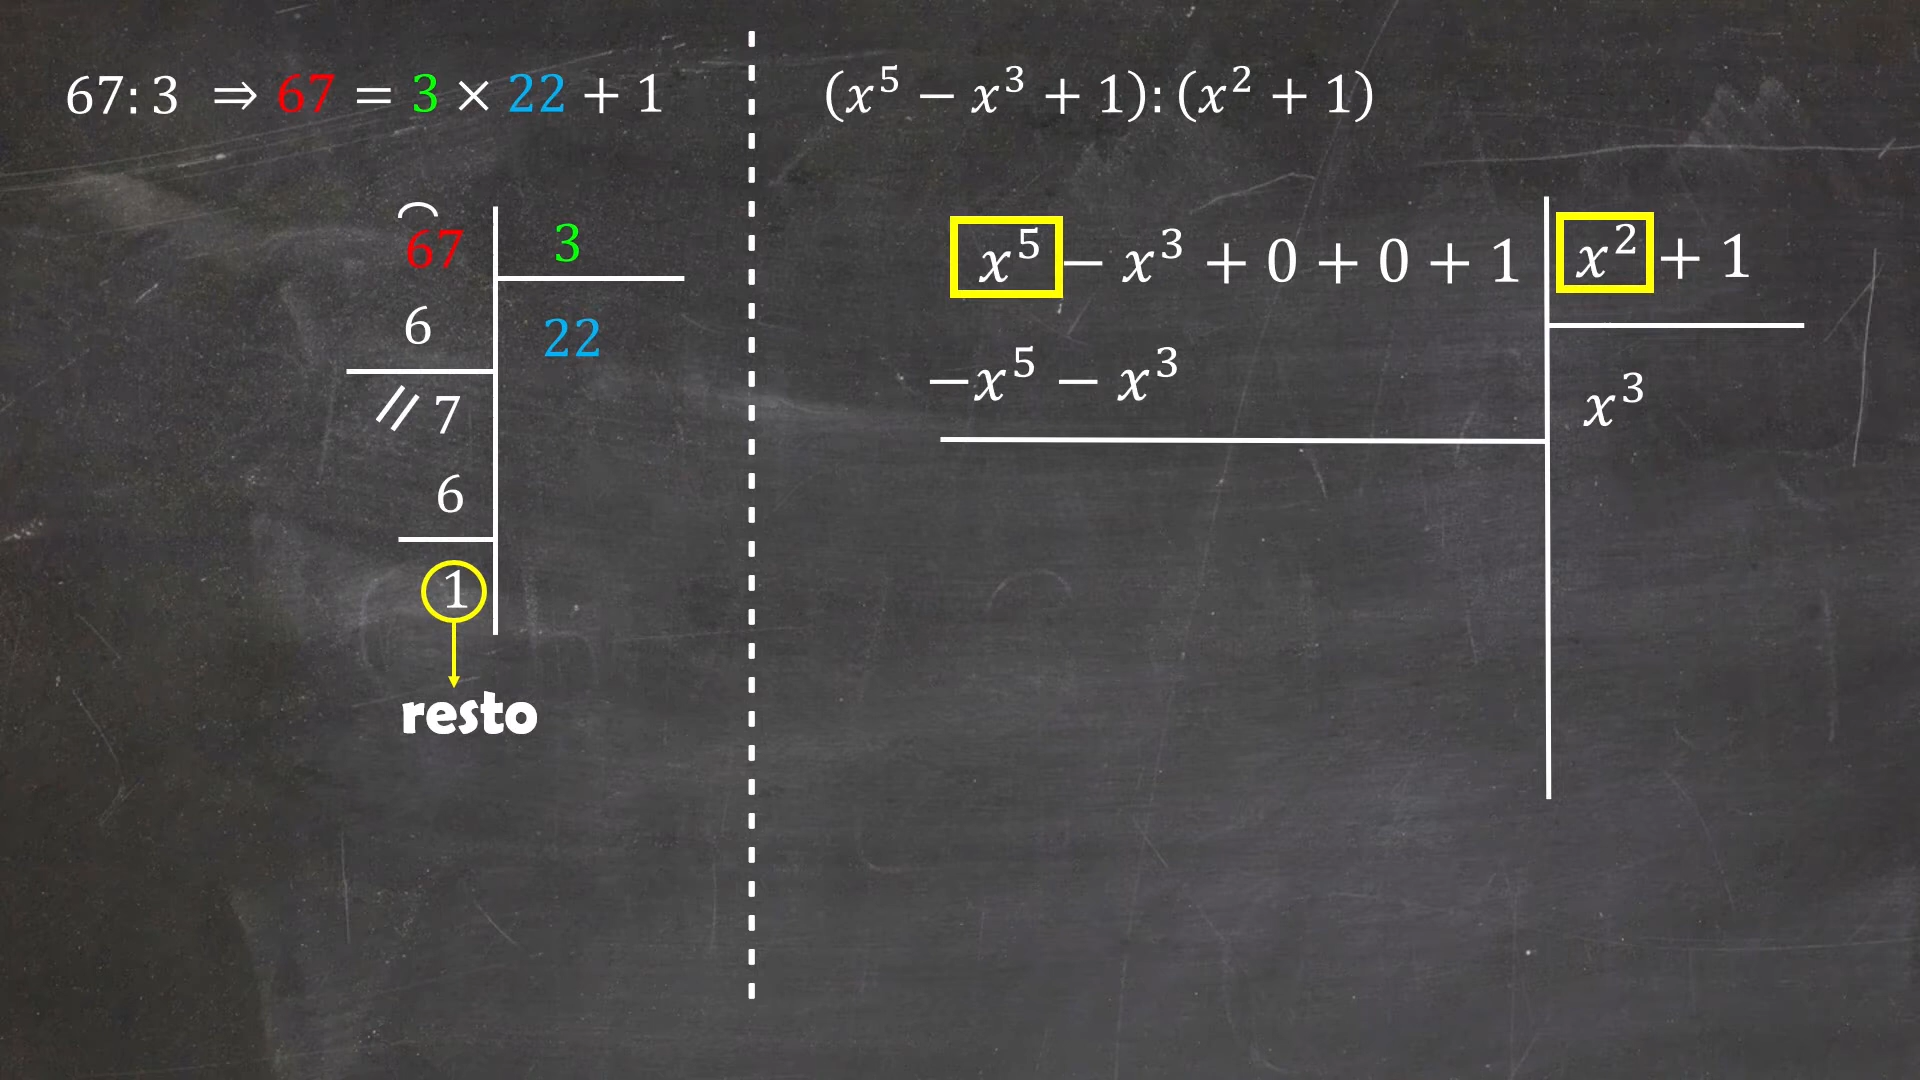 67:3 ⇒ 67 = 3 × 22 + 1
67 3
6 22
// 7
6
1
resto
(x⁵ − x³ + 1):(x² + 1)
x⁵ − x³ + 0 + 0 + 1 x² + 1
−x⁵ − x³ x³